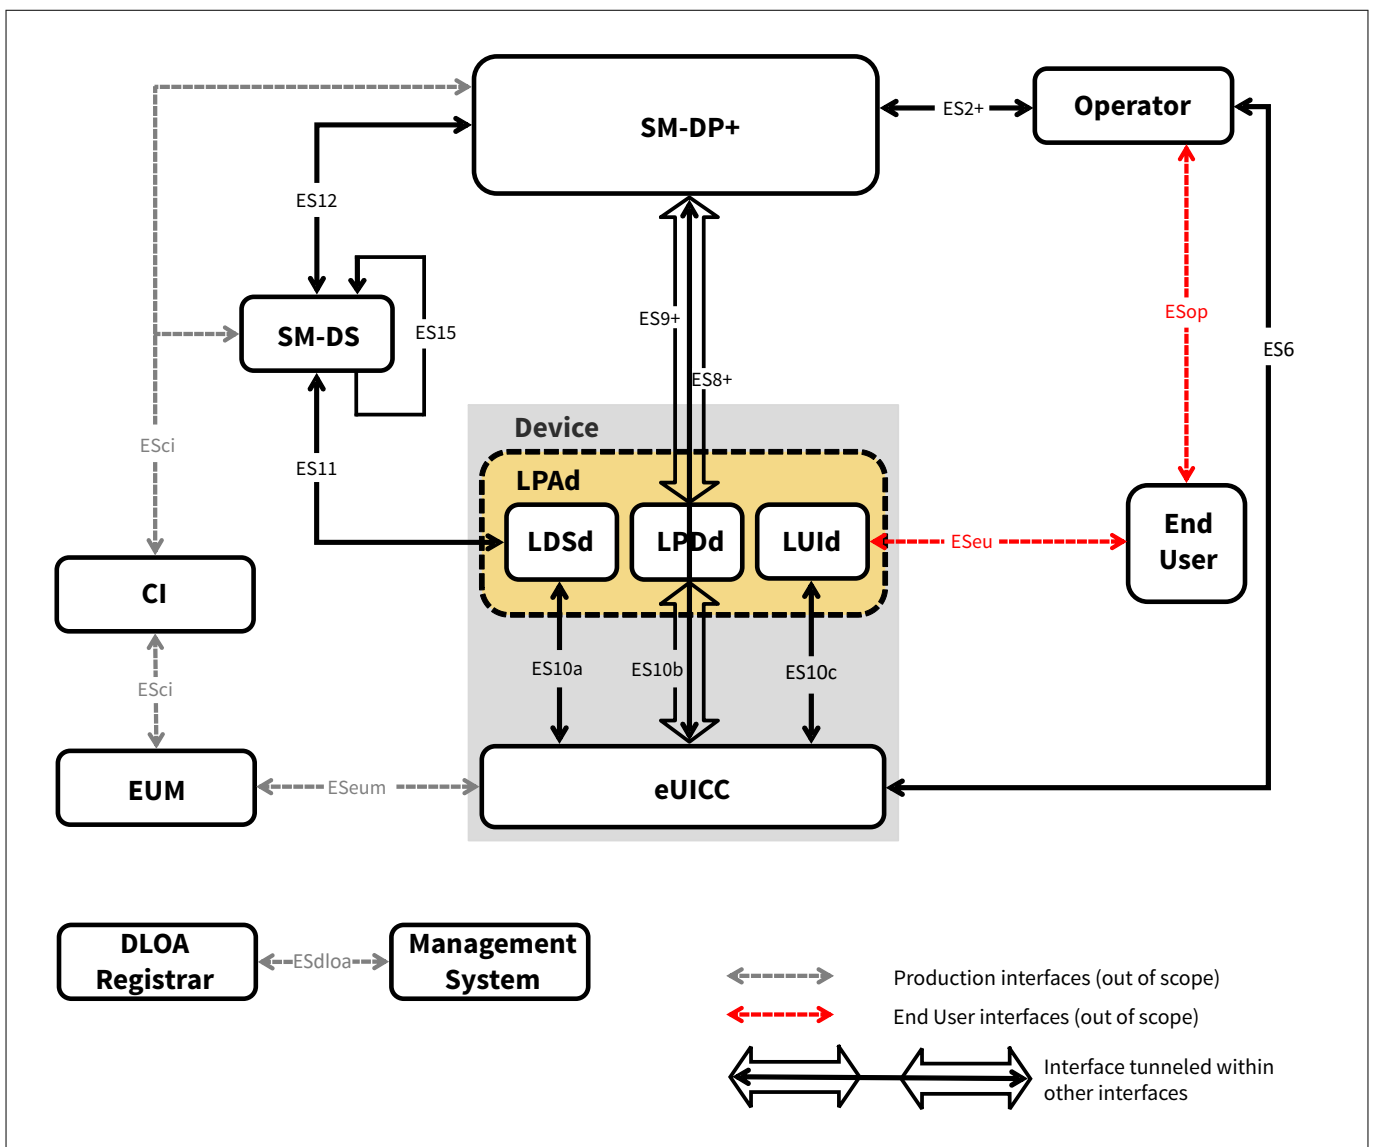 SM-DP+
ES2+
Operator
ES12
ES9+
ESop
SM-DS
ES15
ES6
ES8+
Device
ESci
ES11
LPAd
LDSd
LPDd
LUId
ESeu
End
User
CI
ES10a
ES10b
ES10c
ESci
EUM
ESeum
eUICC
DLOA
Registrar
ESdloa
Management
System
Production interfaces (out of scope)
End User interfaces (out of scope)
Interface tunneled within
other interfaces